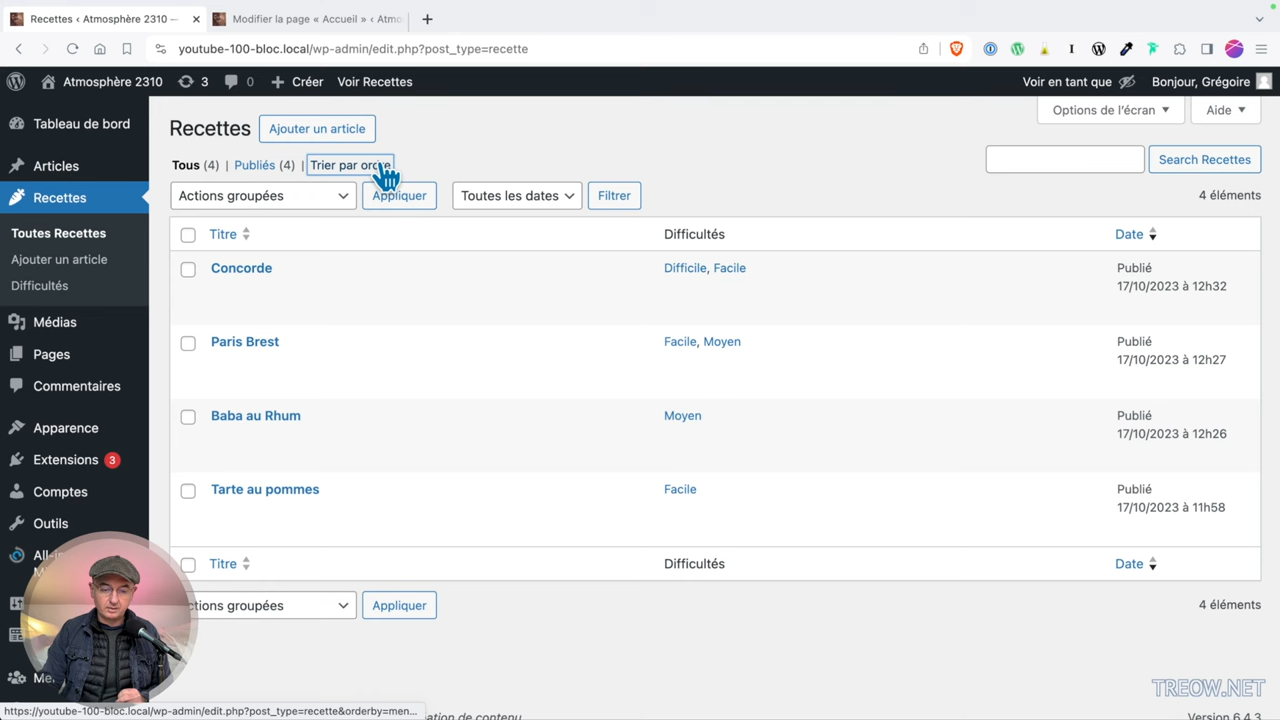 Recettes ‹ Atmosphère 2310 —
Modifier la page « Accueil » ‹ Atmo
youtube-100-bloc.local/wp-admin/edit.php?post_type=recette
Atmosphère 2310
3
0
Créer
Voir Recettes
Voir en tant que
Bonjour, Grégoire
Tableau de bord
Articles
Recettes
Toutes Recettes
Ajouter un article
Difficultés
Médias
Pages
Commentaires
Apparence
Extensions 3
Comptes
Outils
Recettes
Ajouter un article
Options de l'écran
Aide
Tous (4) | Publiés (4) | Trier par ordre
Search Recettes
Actions groupées
Appliquer
Toutes les dates
Filtrer
4 éléments
Titre
Difficultés
Date
Concorde
Difficile, Facile
Publié
17/10/2023 à 12h32
Paris Brest
Facile, Moyen
Publié
17/10/2023 à 12h27
Baba au Rhum
Moyen
Publié
17/10/2023 à 12h26
Tarte au pommes
Facile
Publié
17/10/2023 à 11h58
Titre
Difficultés
Date
groupées
Appliquer
4 éléments
TREOW.NET
https://youtube-100-bloc.local/wp-admin/edit.php?post_type=recette&orderby=men...
de contenu
6.4.3